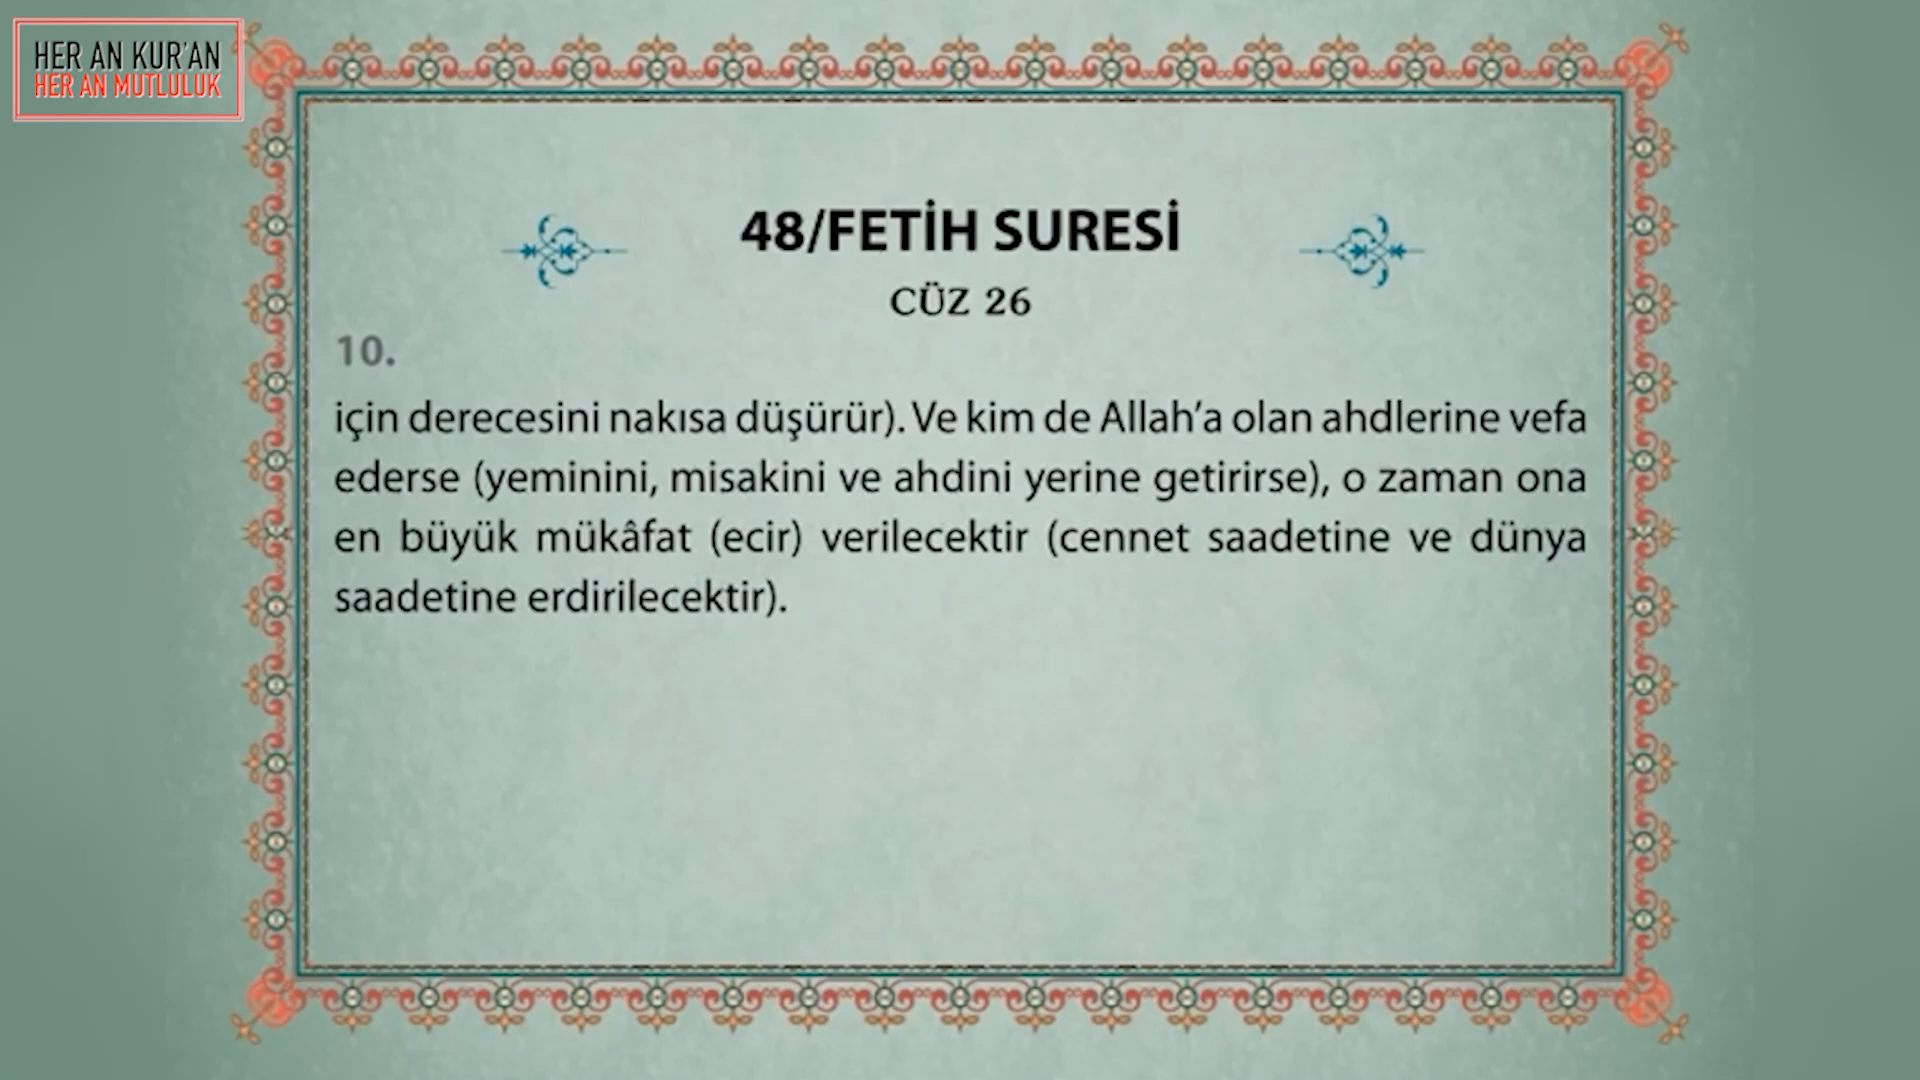 HER AN KUR'AN
HER AN MUTLULUK
48/FETİH SURESİ
CÜZ 26
10.
için derecesini nakısa düşürür). Ve kim de Allah’a olan ahdlerine vefa
ederse (yeminini, misakini ve ahdini yerine getirirse), o zaman ona
en büyük mükâfat (ecir) verilecektir (cennet saadetine ve dünya
saadetine erdirilecektir).